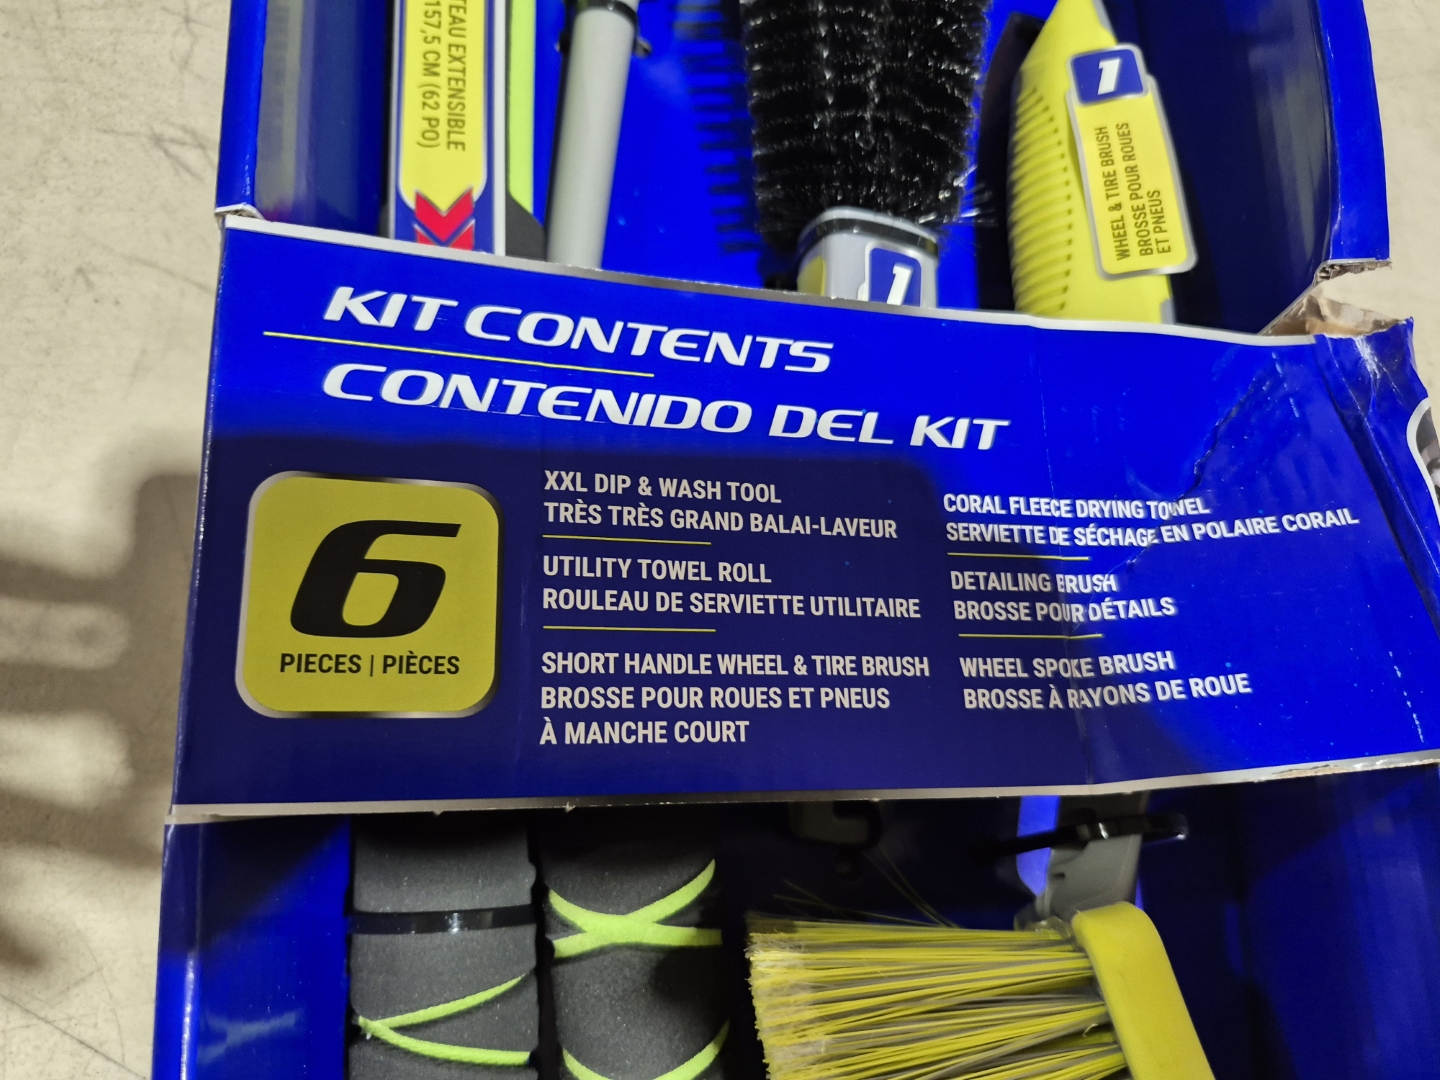 TEAU EXTENSIBLE
157,5 CM (62 PO)
1
WHEEL & TIRE BRUSH
BROSSE POUR ROUES
ET PNEUS
1
KIT CONTENTS
CONTENIDO DEL KIT
6
PIECES | PIÈCES
XXL DIP & WASH TOOL
TRÈS TRÈS GRAND BALAI-LAVEUR
UTILITY TOWEL ROLL
ROULEAU DE SERVIETTE UTILITAIRE
SHORT HANDLE WHEEL & TIRE BRUSH
BROSSE POUR ROUES ET PNEUS
À MANCHE COURT
CORAL FLEECE DRYING TOWEL
SERVIETTE DE SÉCHAGE EN POLAIRE CORAIL
DETAILING BRUSH
BROSSE POUR DÉTAILS
WHEEL SPOKE BRUSH
BROSSE À RAYONS DE ROUE